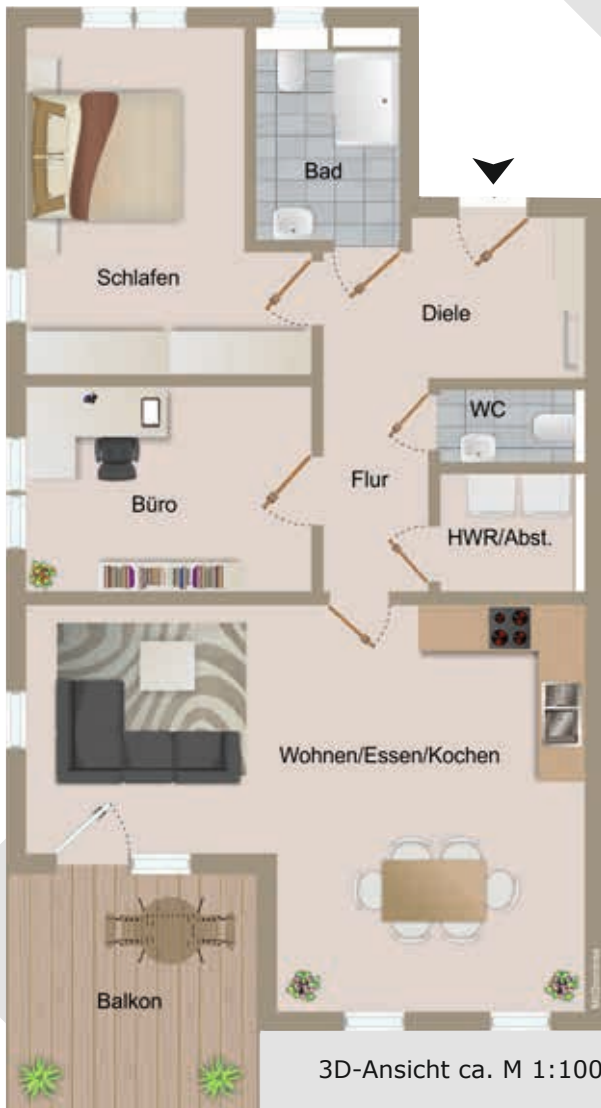 Bad
Schlafen
Diele
WC
Flur
Büro
HWR/Abst.
Wohnen/Essen/Kochen
Balkon
3D-Ansicht ca. M 1:100